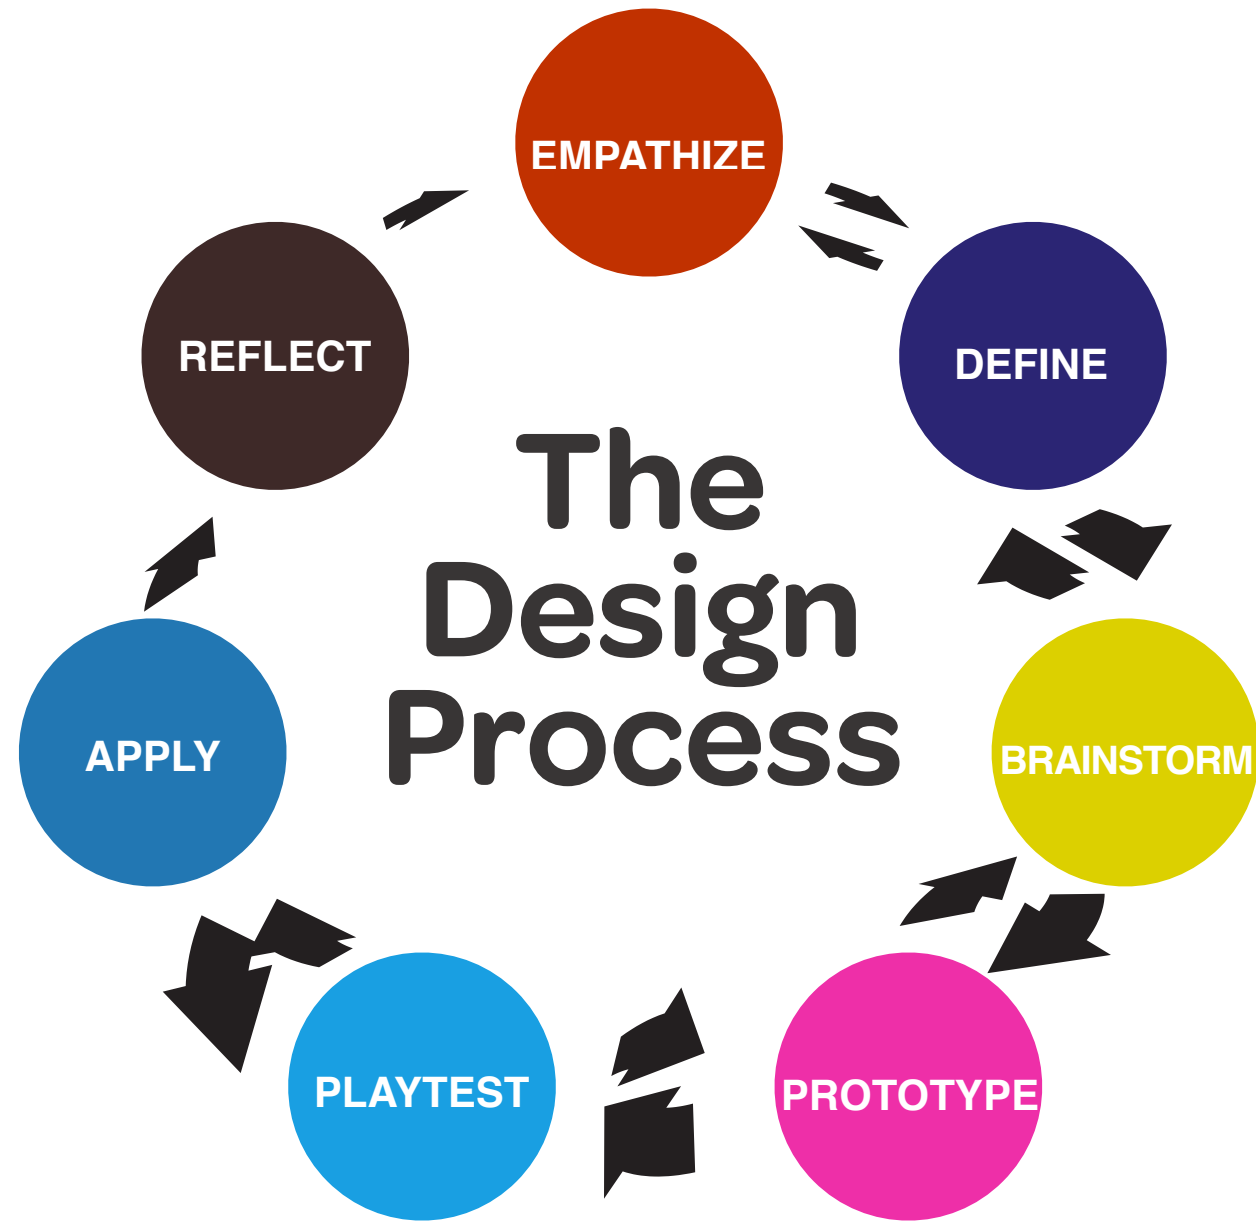 EMPATHIZE
DEFINE
BRAINSTORM
PROTOTYPE
PLAYTEST
APPLY
REFLECT
The
Design
Process